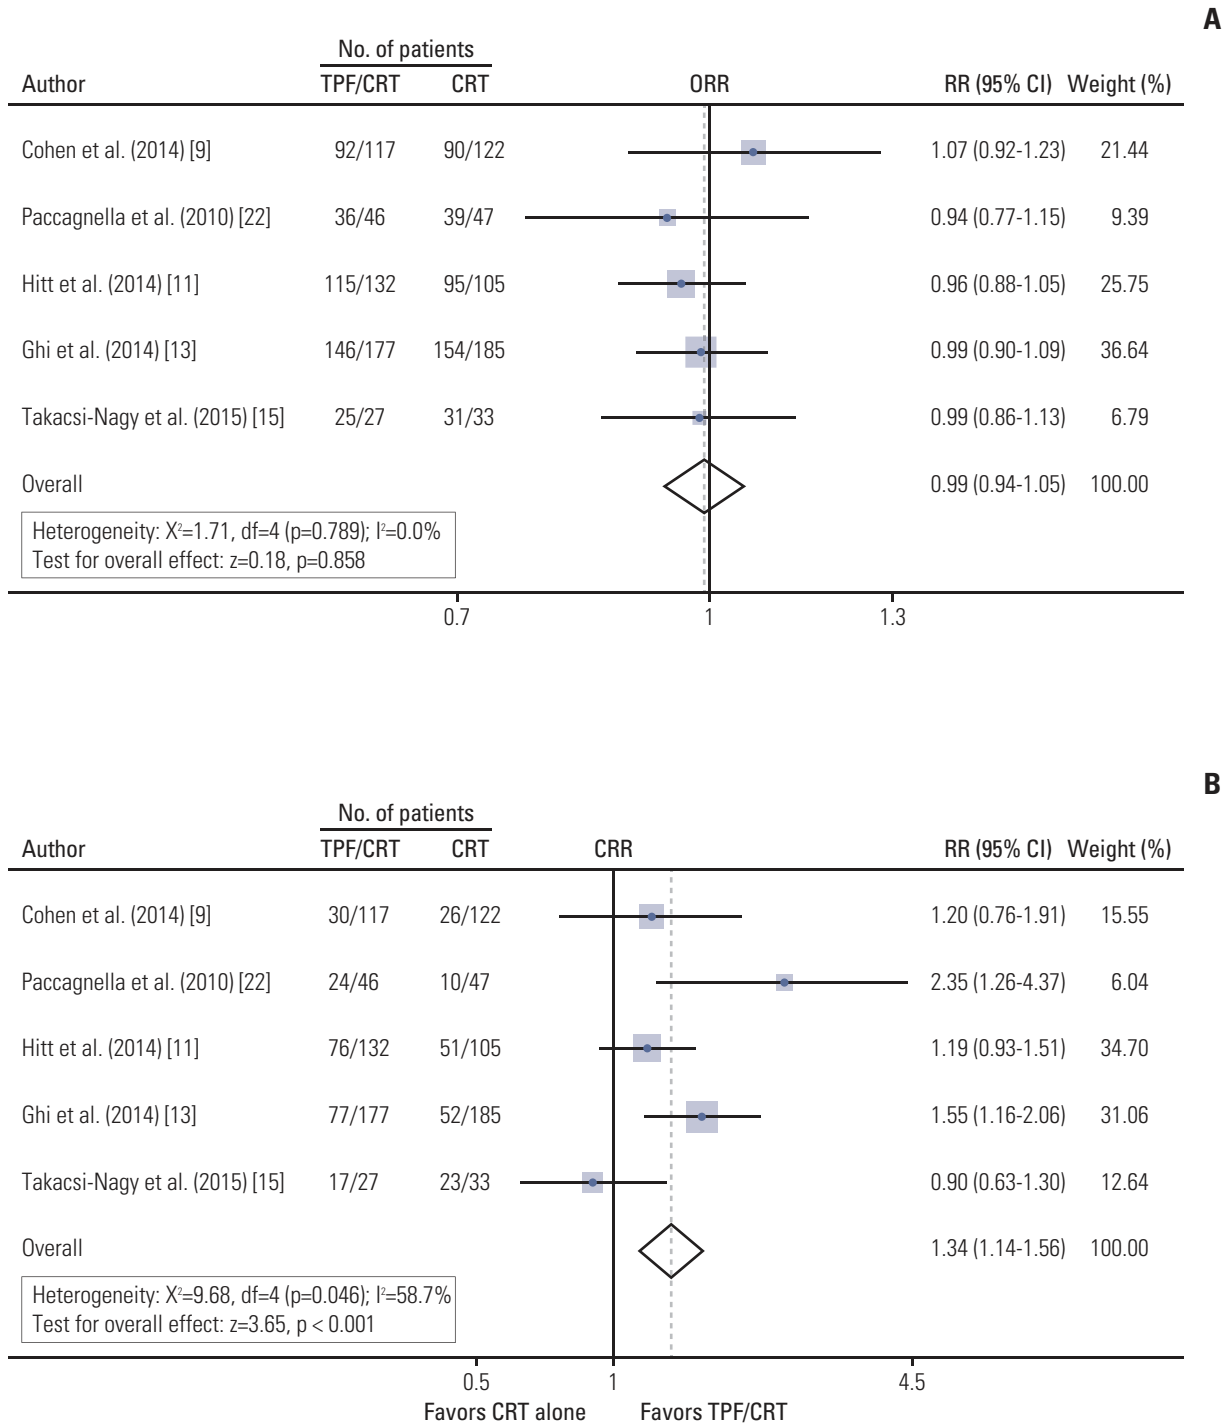 A
No. of patients
Author TPF/CRT CRT ORR RR (95% CI) Weight (%)
Cohen et al. (2014) [9] 92/117 90/122 1.07 (0.92-1.23) 21.44
Paccagnella et al. (2010) [22] 36/46 39/47 0.94 (0.77-1.15) 9.39
Hitt et al. (2014) [11] 115/132 95/105 0.96 (0.88-1.05) 25.75
Ghi et al. (2014) [13] 146/177 154/185 0.99 (0.90-1.09) 36.64
Takacsi-Nagy et al. (2015) [15] 25/27 31/33 0.99 (0.86-1.13) 6.79
Overall 0.99 (0.94-1.05) 100.00
Heterogeneity: X²=1.71, df=4 (p=0.789); I²=0.0%
Test for overall effect: z=0.18, p=0.858
0.7 1 1.3
B
No. of patients
Author TPF/CRT CRT CRR RR (95% CI) Weight (%)
Cohen et al. (2014) [9] 30/117 26/122 1.20 (0.76-1.91) 15.55
Paccagnella et al. (2010) [22] 24/46 10/47 2.35 (1.26-4.37) 6.04
Hitt et al. (2014) [11] 76/132 51/105 1.19 (0.93-1.51) 34.70
Ghi et al. (2014) [13] 77/177 52/185 1.55 (1.16-2.06) 31.06
Takacsi-Nagy et al. (2015) [15] 17/27 23/33 0.90 (0.63-1.30) 12.64
Overall 1.34 (1.14-1.56) 100.00
Heterogeneity: X²=9.68, df=4 (p=0.046); I²=58.7%
Test for overall effect: z=3.65, p < 0.001
0.5 1 4.5
Favors CRT alone Favors TPF/CRT